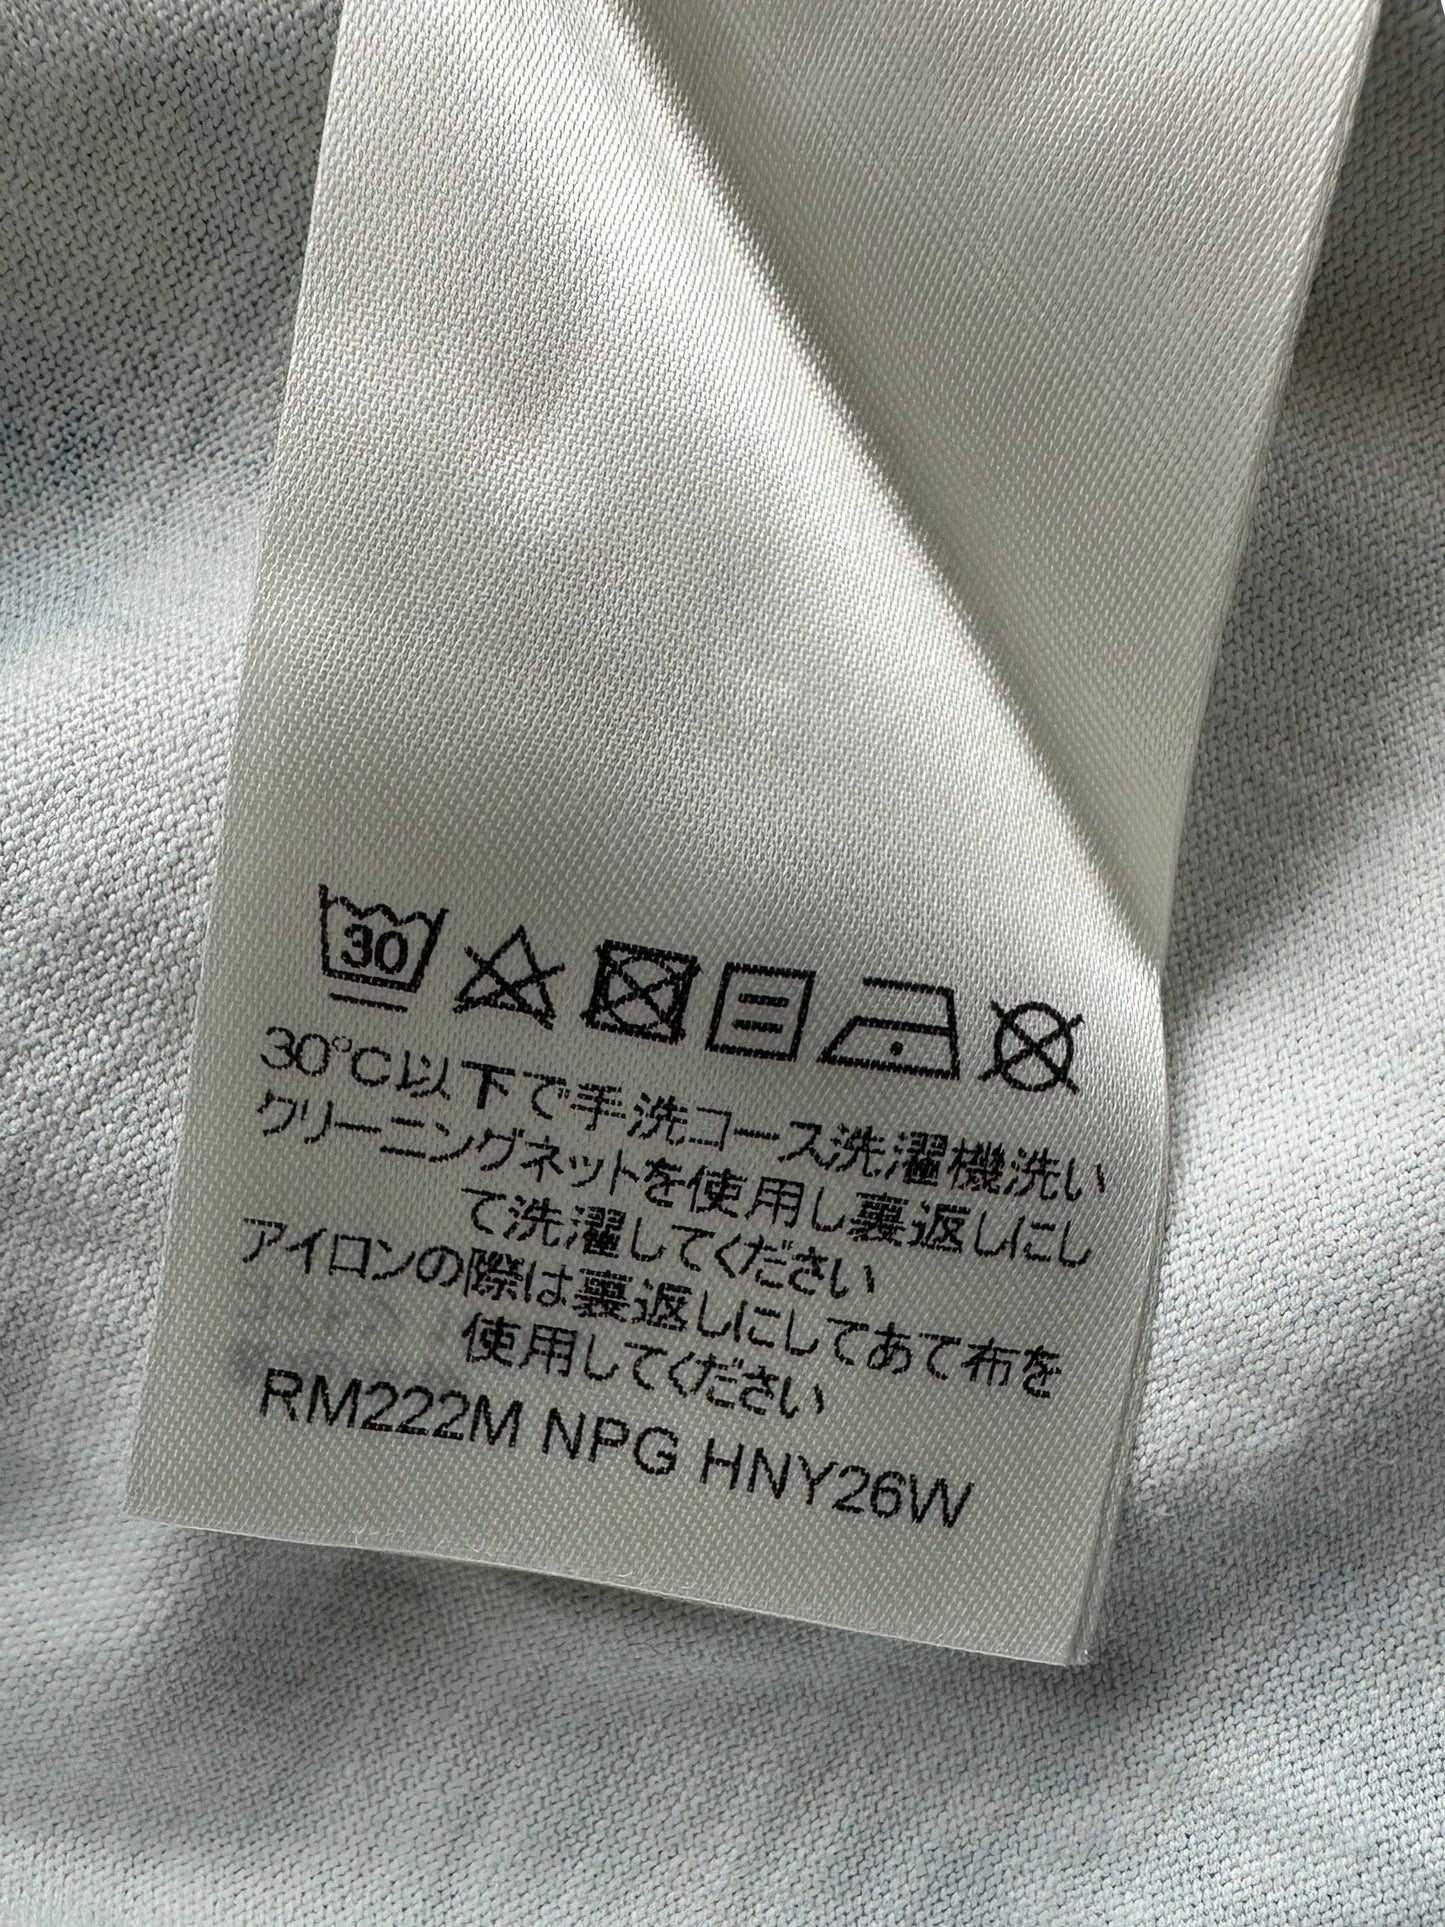 30
30℃以下で手洗コース洗濯機洗い
クリーニングネットを使用し裏返しにし
て洗濯してください
アイロンの際は裏返しにしてあて布を
使用してください
RM222M NPG HNY26W